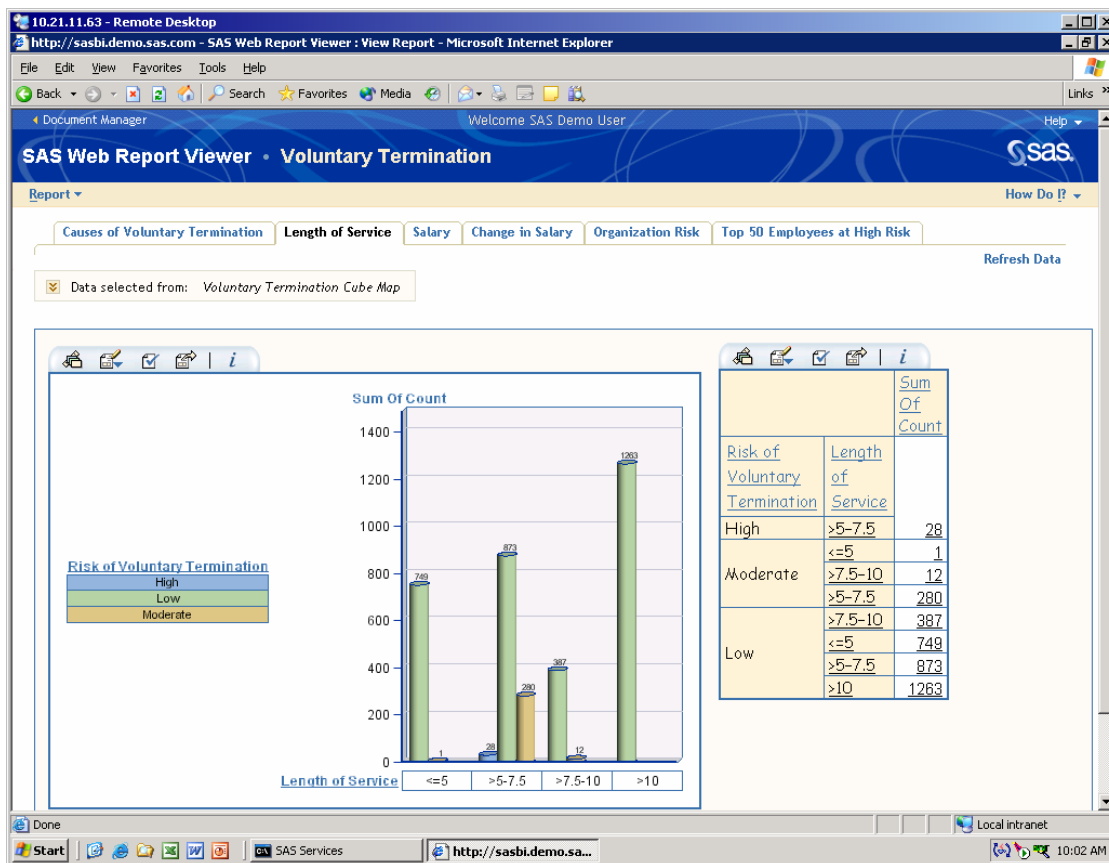 10.21.11.63 - Remote Desktop
http://sasbi.demo.sas.com - SAS Web Report Viewer : View Report - Microsoft Internet Explorer
File Edit View Favorites Tools Help
Back Search Favorites Media Links »
Document Manager Welcome SAS Demo User Help
SAS Web Report Viewer • Voluntary Termination sas.
Report How Do I?
Causes of Voluntary Termination Length of Service Salary Change in Salary Organization Risk Top 50 Employees at High Risk
Refresh Data
Data selected from: Voluntary Termination Cube Map
Risk of Voluntary Termination
High
Low
Moderate
Sum Of Count
1400
1200
1000
800
600
400
200
0
749
1
28
873
280
387
12
1263
Length of Service <=5 >5-7.5 >7.5-10 >10
i
i
Sum
Of
Count
Risk of Length
Voluntary of
Termination Service
High >5-7.5 28
Moderate <=5 1
>7.5-10 12
>5-7.5 280
Low >7.5-10 387
<=5 749
>5-7.5 873
>10 1263
Done Local intranet
Start W SAS Services http://sasbi.demo.sa... 10:02 AM